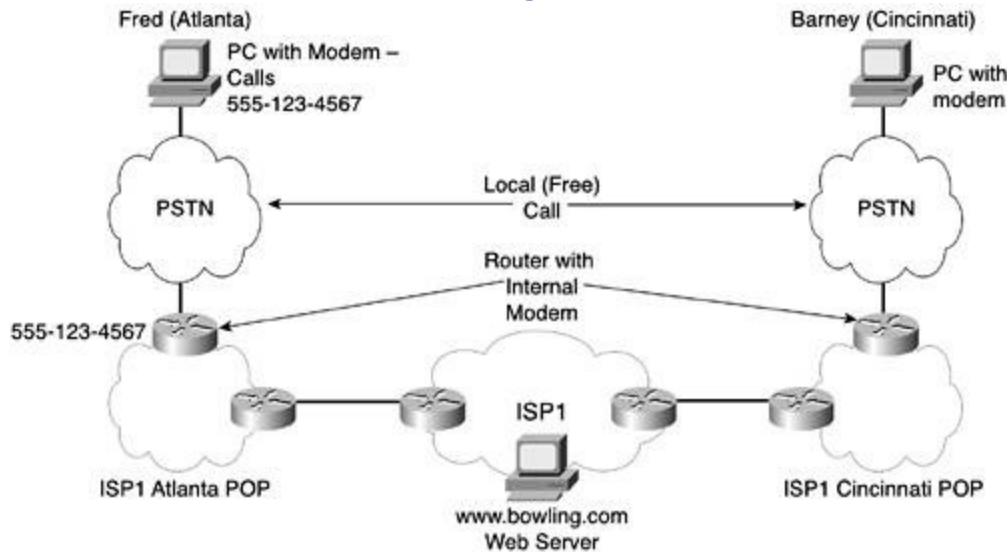 Fred (Atlanta)
Barney (Cincinnati)
PC with Modem –
Calls
555-123-4567
PC with
modem
PSTN
Local (Free)
Call
PSTN
Router with
Internal
Modem
555-123-4567
ISP1
ISP1 Atlanta POP
ISP1 Cincinnati POP
www.bowling.com
Web Server